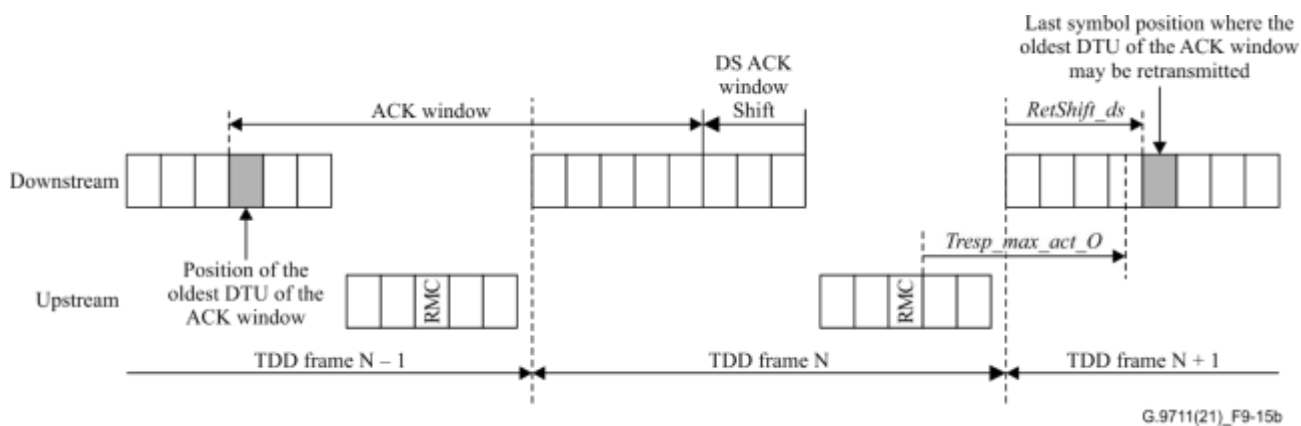 Last symbol position where the
oldest DTU of the ACK window
may be retransmitted
DS ACK
window
Shift
ACK window
RetShift_ds
Downstream
Tresp_max_act_O
Position of the
oldest DTU of the
ACK window
Upstream
RMC
RMC
TDD frame N – 1
TDD frame N
TDD frame N + 1
G.9711(21)_F9-15b